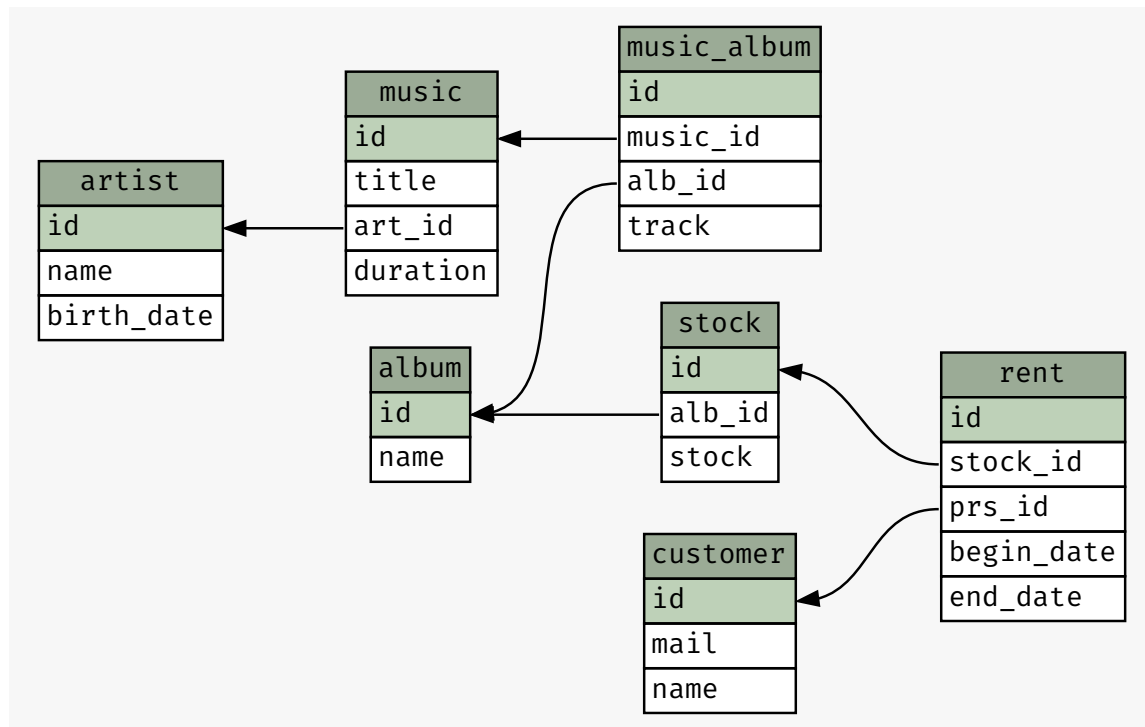 artist
id
name
birth_date
music
id
title
art_id
duration
music_album
id
music_id
alb_id
track
album
id
name
stock
id
alb_id
stock
customer
id
mail
name
rent
id
stock_id
prs_id
begin_date
end_date